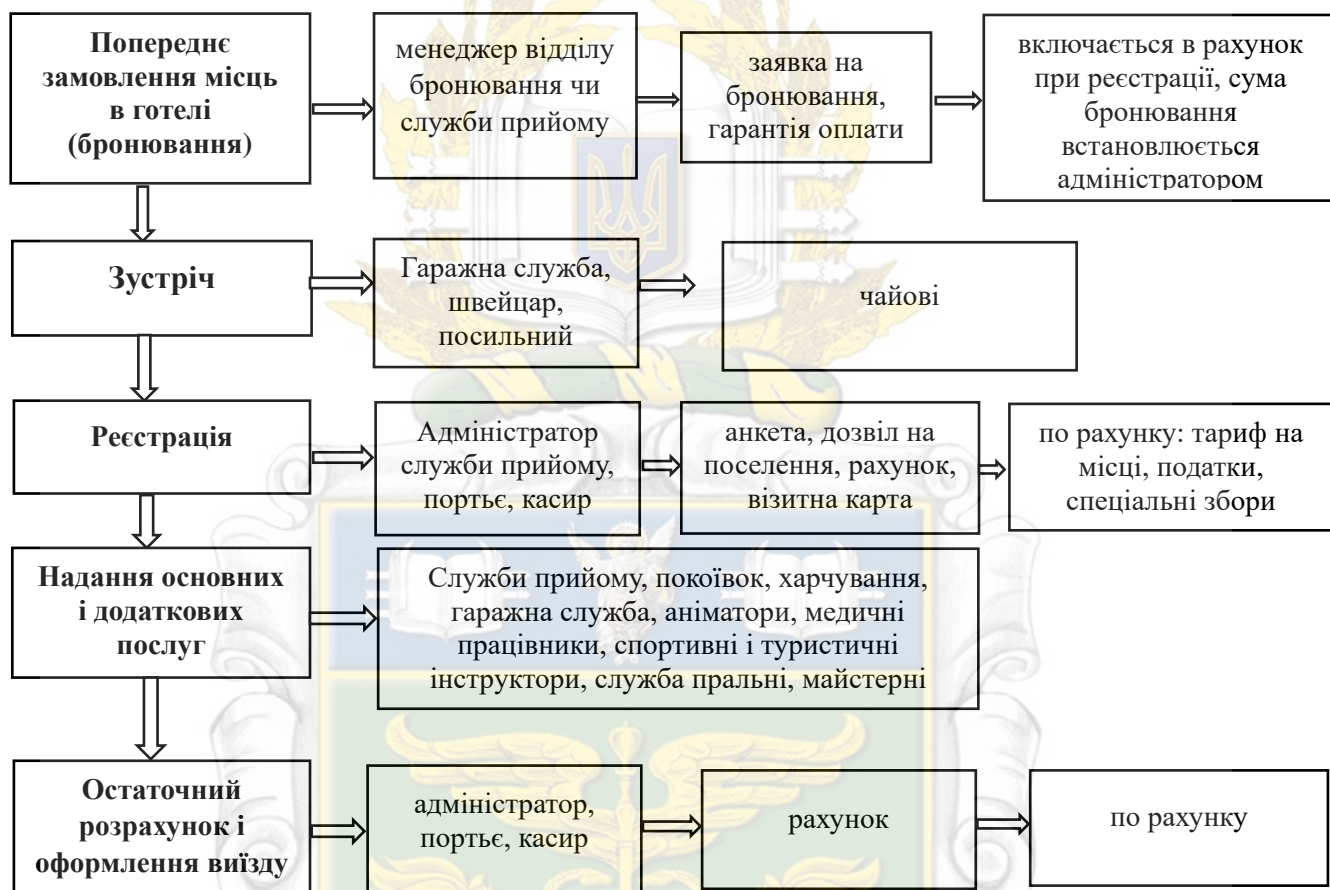 Попереднє
замовлення місць
в готелі
(бронювання)
менеджер відділу
бронювання чи
служби прийому
заявка на
бронювання,
гарантія оплати
включається в рахунок
при реєстрації, сума
бронювання
встановлюється
адміністратором
Зустріч
Гаражна служба,
швейцар,
посильний
чайові
Реєстрація
Адміністратор
служби прийому,
портьє, касир
анкета, дозвіл на
поселення, рахунок,
візитна карта
по рахунку: тариф на
місці, податки,
спеціальні збори
Надання основних
і додаткових
послуг
Служби прийому, покоївок, харчування,
гаражна служба, аніматори, медичні
працівники, спортивні і туристичні
інструктори, служба пральні, майстерні
Остаточний
розрахунок і
оформлення виїзду
адміністратор,
портьє, касир
рахунок
по рахунку